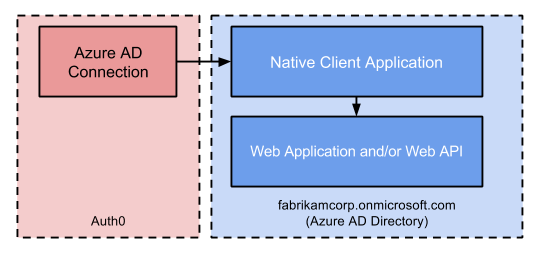 Azure AD
Connection
Native Client Application
Web Application and/or Web API
Auth0
fabrikamcorp.onmicrosoft.com
(Azure AD Directory)